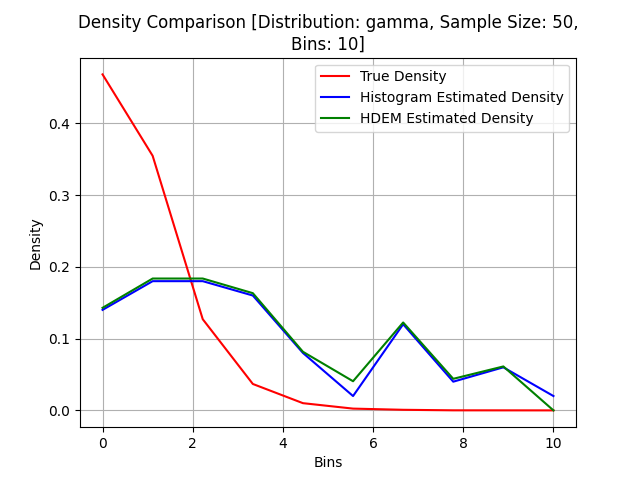 Density Comparison [Distribution: gamma, Sample Size: 50,
Bins: 10]
True Density
Histogram Estimated Density
HDEM Estimated Density
Density
0.4
0.3
0.2
0.1
0.0
0 2 4 6 8 10
Bins